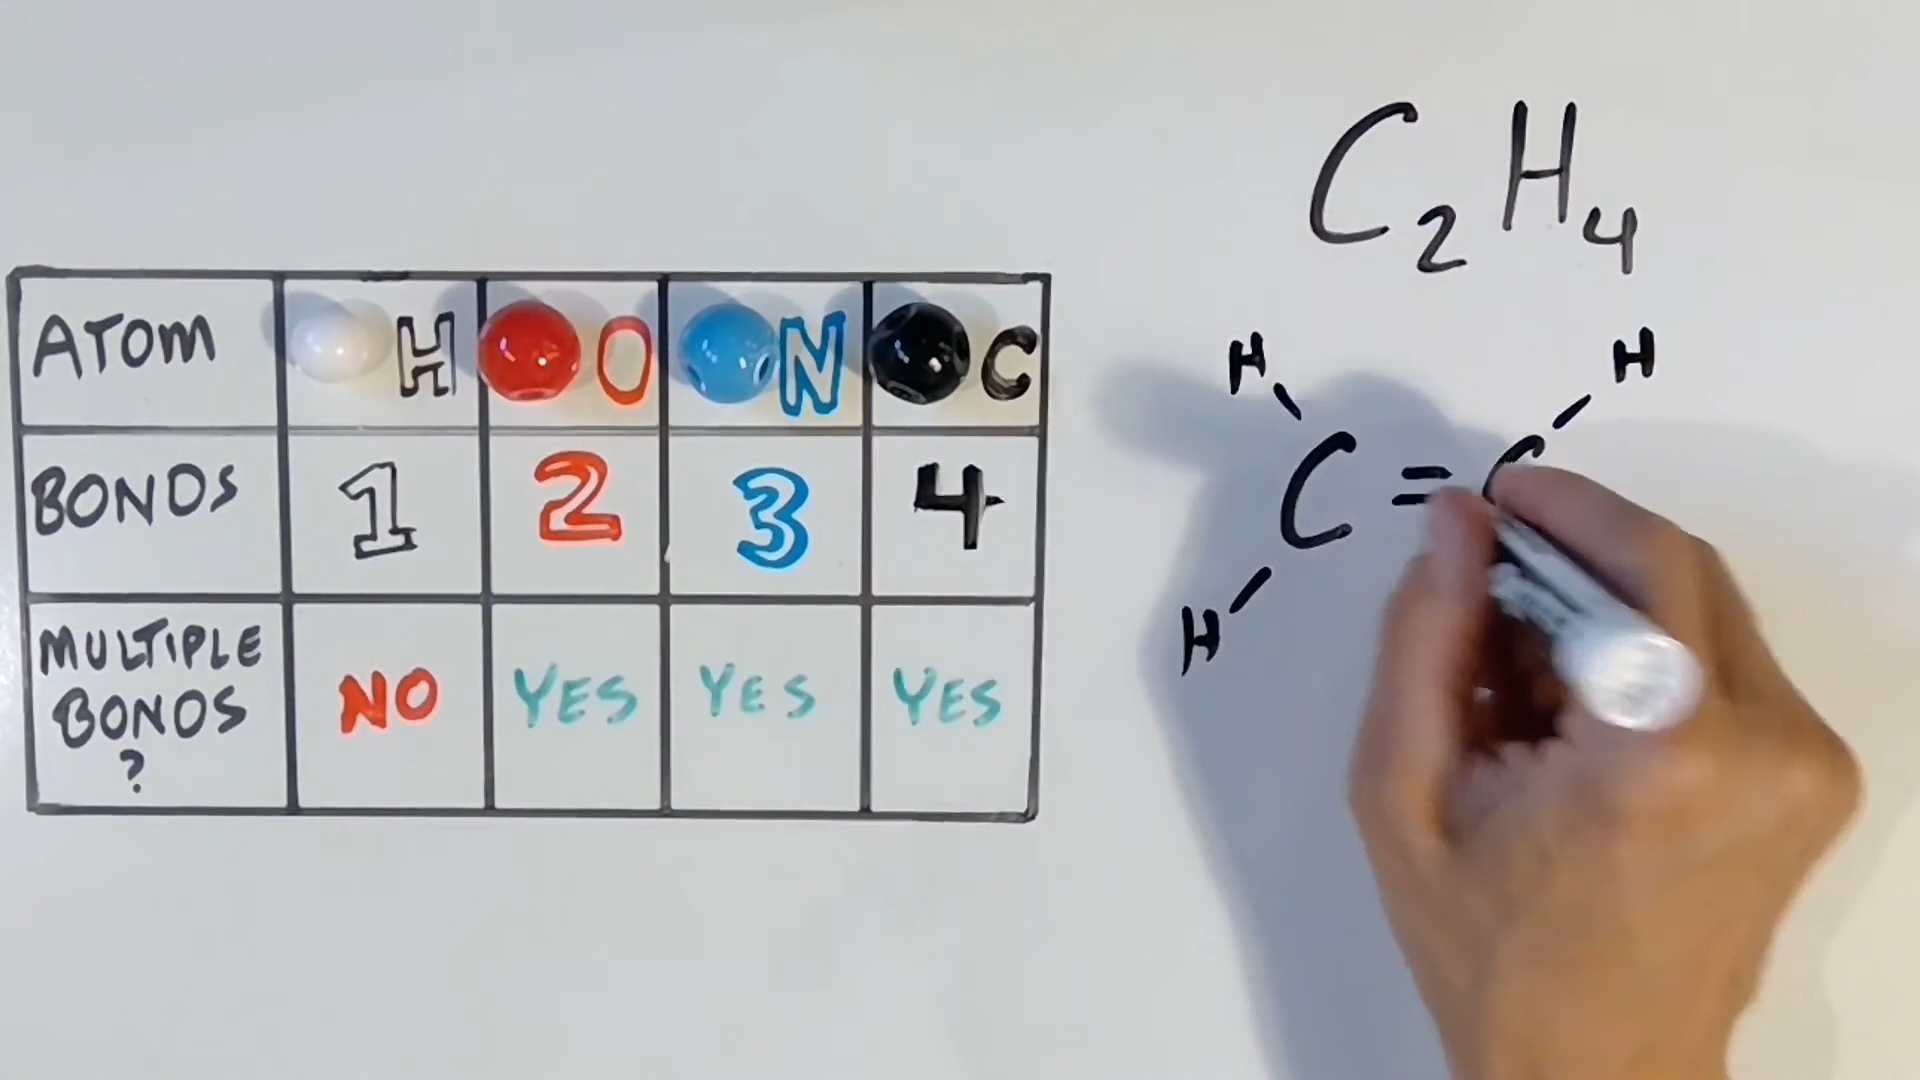 C2H4
ATOM H O N C
BONDS 1 2 3 4
MULTIPLE
BONDS NO YES YES YES
?
H H
C = C
H